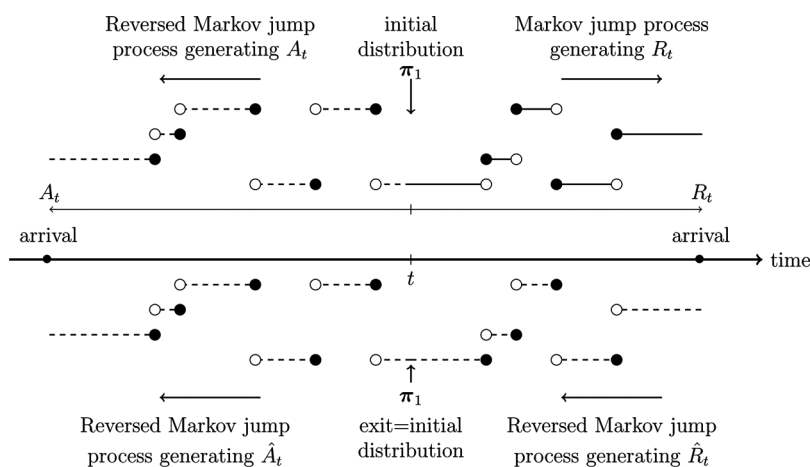 Reversed Markov jump
process generating A_t
initial
distribution
π_1
Markov jump process
generating R_t
A_t
R_t
arrival
arrival
time
t
π_1
Reversed Markov jump
process generating Â_t
exit=initial
distribution
Reversed Markov jump
process generating R̂_t